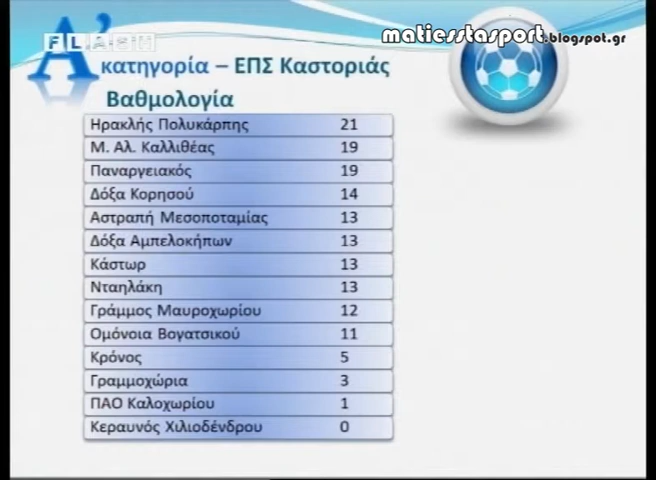 FLASH
matiesstasport.blogspot.gr
Α' κατηγορία – ΕΠΣ Καστοριάς
Βαθμολογία
Ηρακλής Πολυκάρπης 21
Μ. Αλ. Καλλιθέας 19
Παναργειακός 19
Δόξα Κορησού 14
Αστραπή Μεσοποταμίας 13
Δόξα Αμπελοκήπων 13
Κάστωρ 13
Νταηλάκη 13
Γράμμος Μαυροχωρίου 12
Ομόνοια Βογατσικού 11
Κρόνος 5
Γραμμοχώρια 3
ΠΑΟ Καλοχωρίου 1
Κεραυνός Χιλιοδένδρου 0